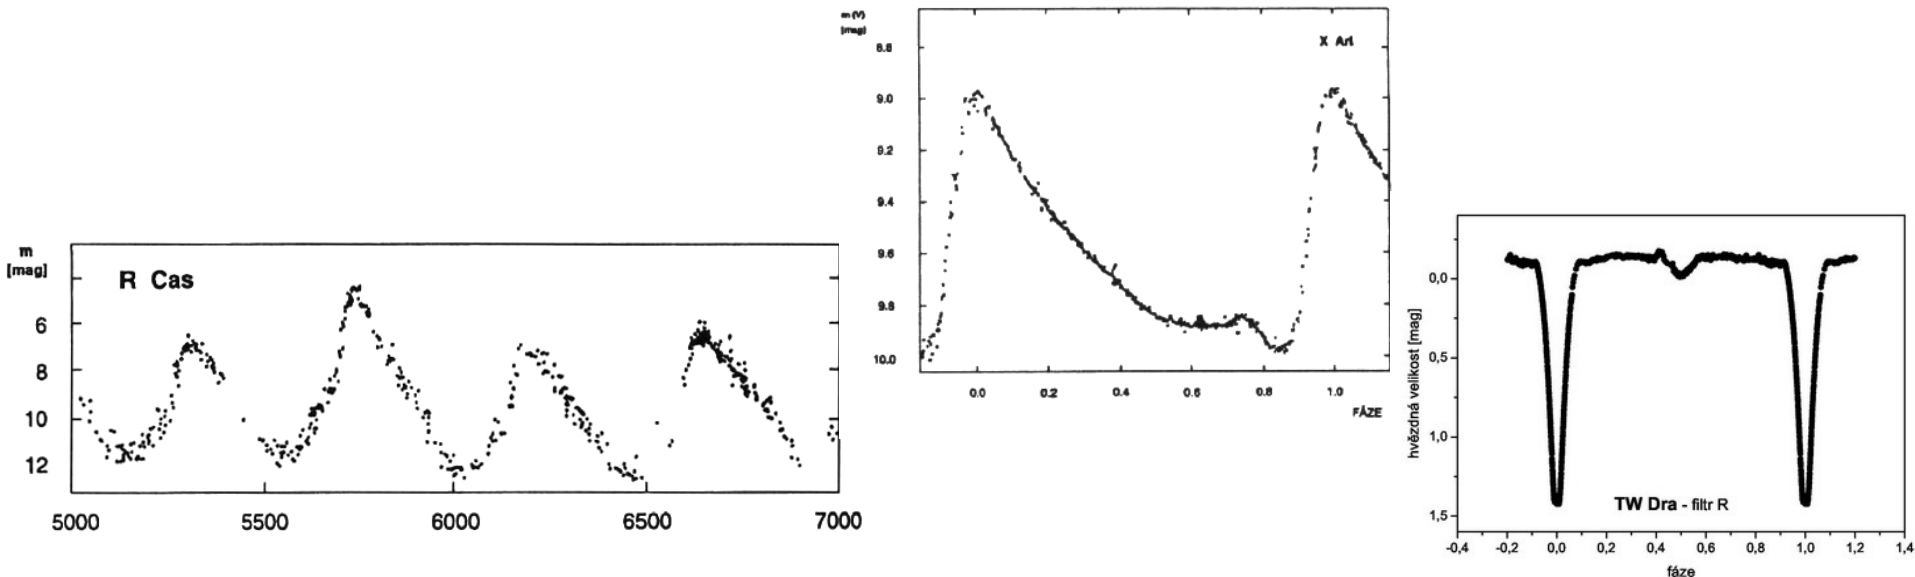 m
[mag]
R Cas
6
8
10
12
5000 5500 6000 6500 7000
m (V)
[mag]
X Ari
8.8
9.0
9.2
9.4
9.6
9.8
10.0
0.0 0.2 0.4 0.6 0.8 1.0
FÁZE
hvězdná velikost [mag]
0,0
0,5
1,0
1,5
TW Dra - filtr R
-0,4 -0,2 0,0 0,2 0,4 0,6 0,8 1,0 1,2 1,4
fáze